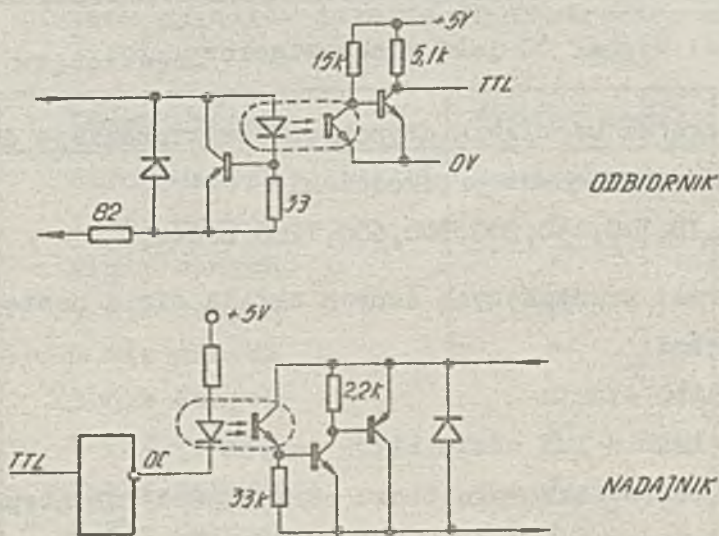 +5V
15k
5,1k
TTL
0V
ODBIORNIK
33
82
+5V
2,2k
TTL
OC
33k
NADAJNIK